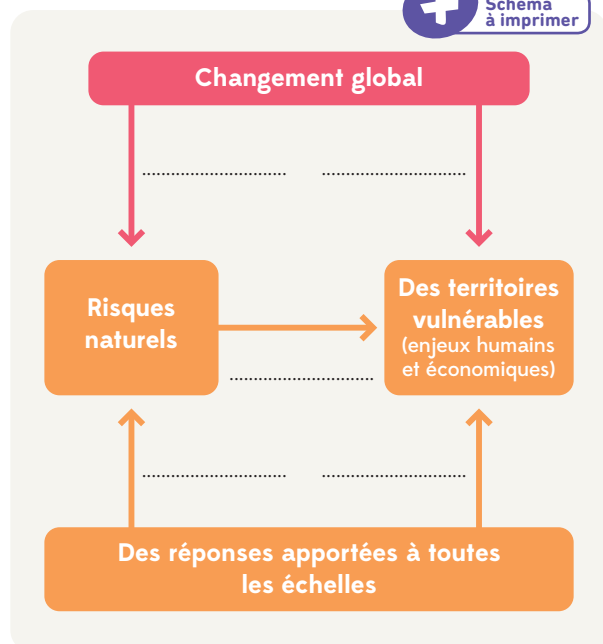 Schéma
à imprimer
Changement global
............................. .............................
Risques
naturels
Des territoires
vulnérables
(enjeux humains
et économiques)
.............................
............................. .............................
Des réponses apportées à toutes
les échelles